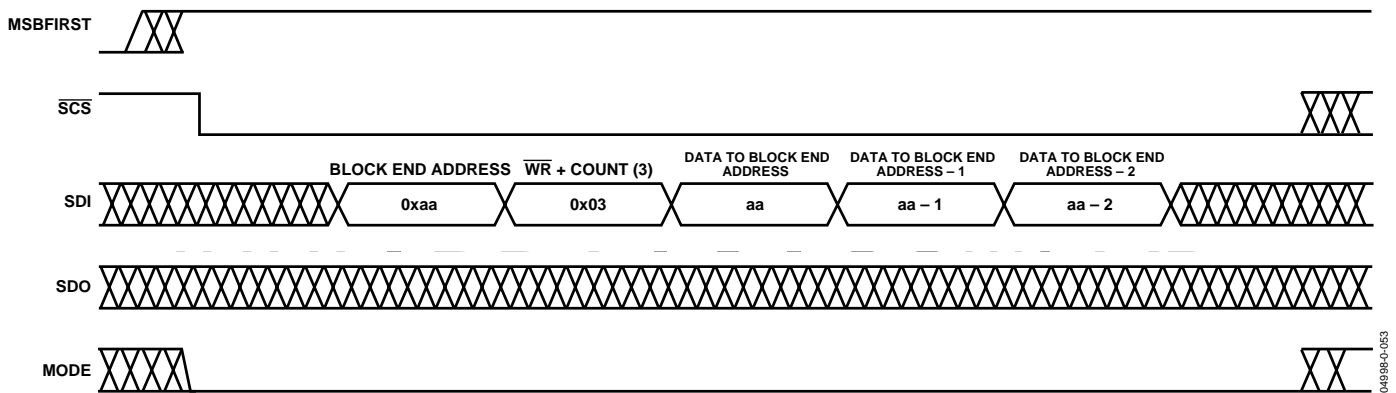 MSBFIRST
SCS
BLOCK END ADDRESS
WR + COUNT (3)
DATA TO BLOCK END
ADDRESS
DATA TO BLOCK END
ADDRESS – 1
DATA TO BLOCK END
ADDRESS – 2
SDI
0xaa
0x03
aa
aa – 1
aa – 2
SDO
MODE
04998-0-053